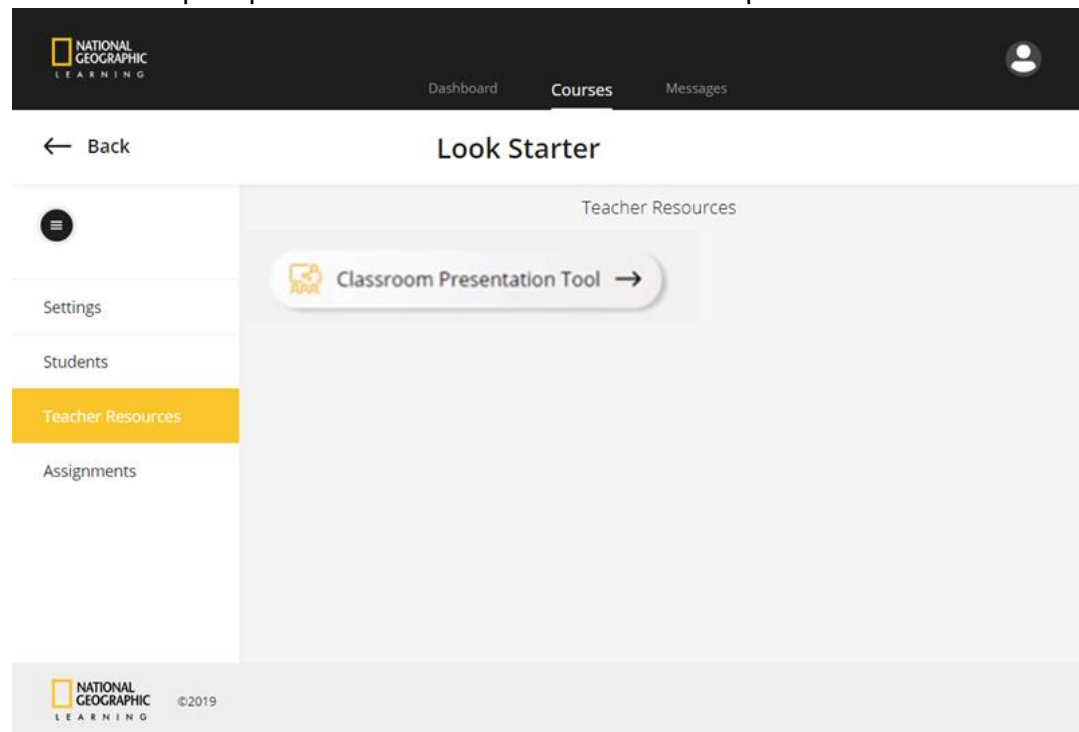 NATIONAL
GEOGRAPHIC
LEARNING
Dashboard Courses Messages
← Back
Look Starter
Teacher Resources
Classroom Presentation Tool →
Settings
Students
Teacher Resources
Assignments
NATIONAL
GEOGRAPHIC
LEARNING
©2019